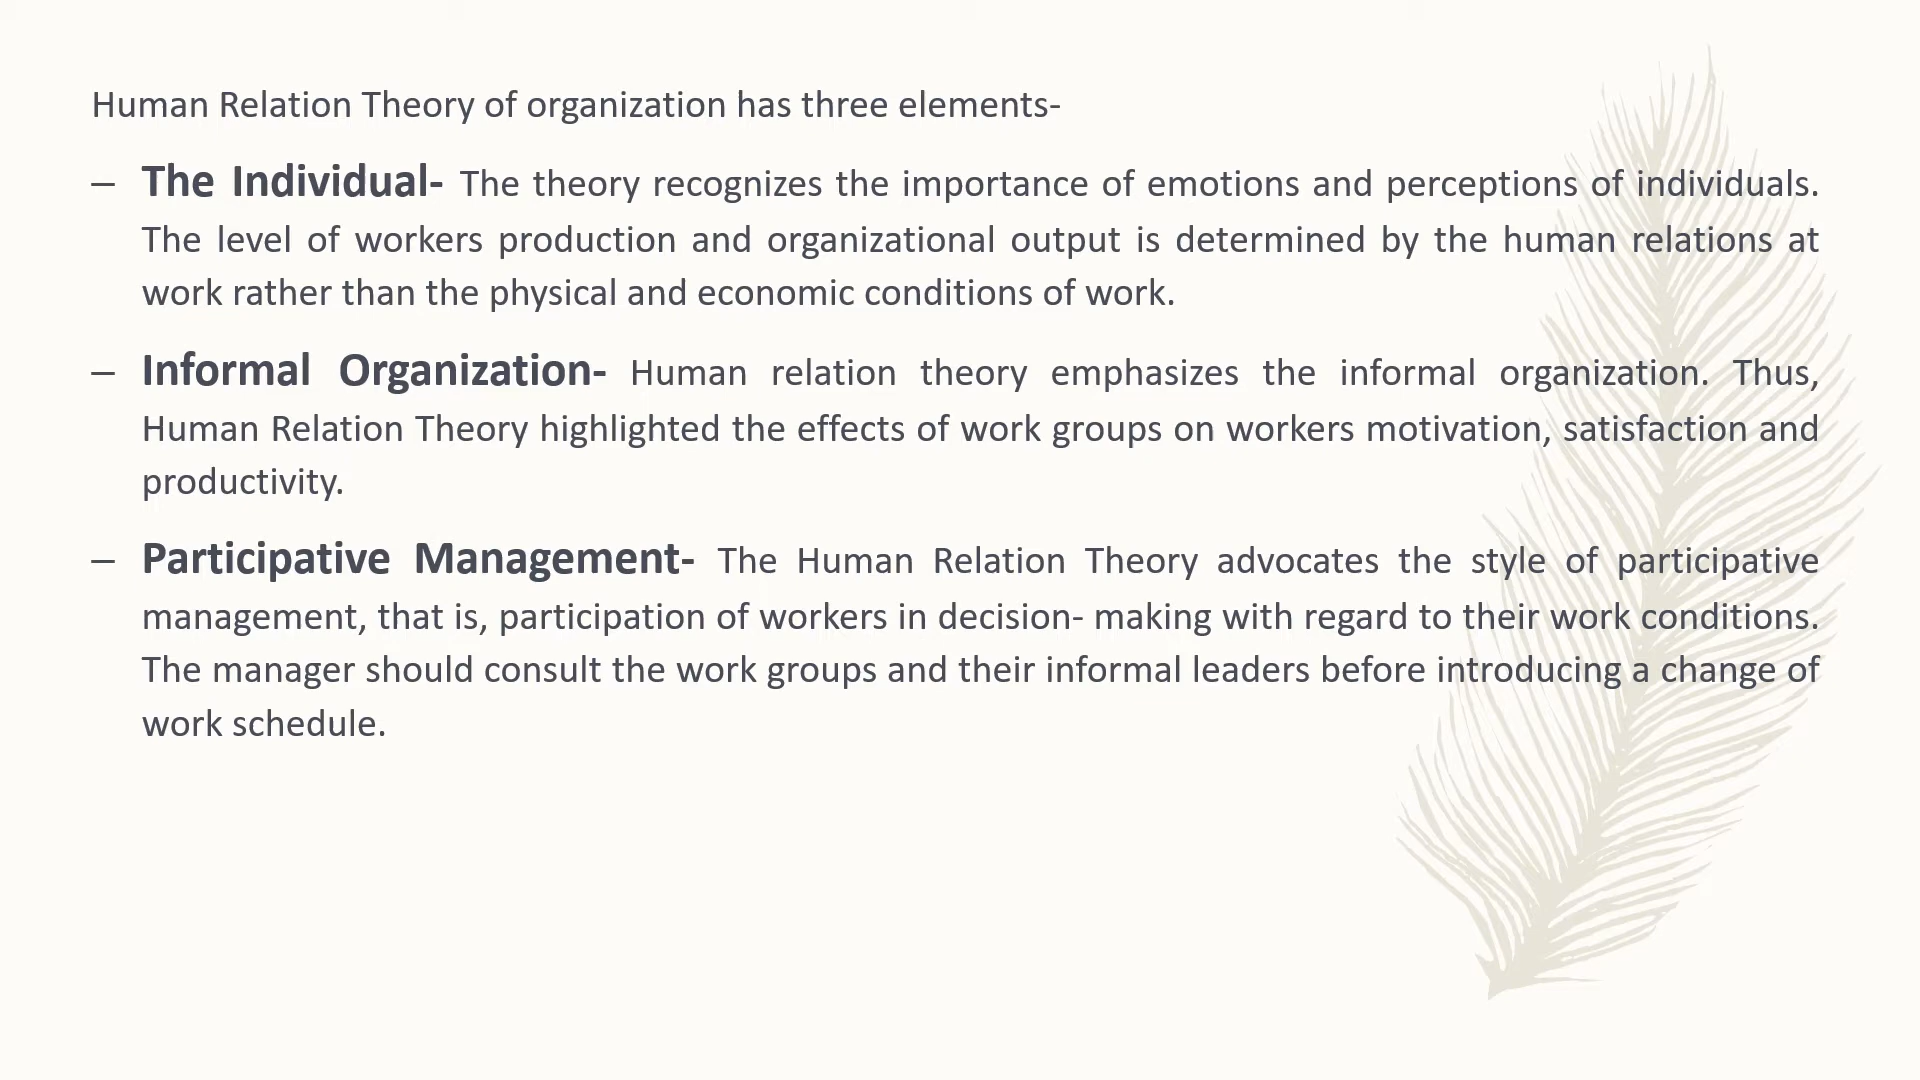 Human Relation Theory of organization has three elements-
– The Individual- The theory recognizes the importance of emotions and perceptions of individuals.
The level of workers production and organizational output is determined by the human relations at
work rather than the physical and economic conditions of work.
– Informal Organization- Human relation theory emphasizes the informal organization. Thus,
Human Relation Theory highlighted the effects of work groups on workers motivation, satisfaction and
productivity.
– Participative Management- The Human Relation Theory advocates the style of participative
management, that is, participation of workers in decision- making with regard to their work conditions.
The manager should consult the work groups and their informal leaders before introducing a change of
work schedule.